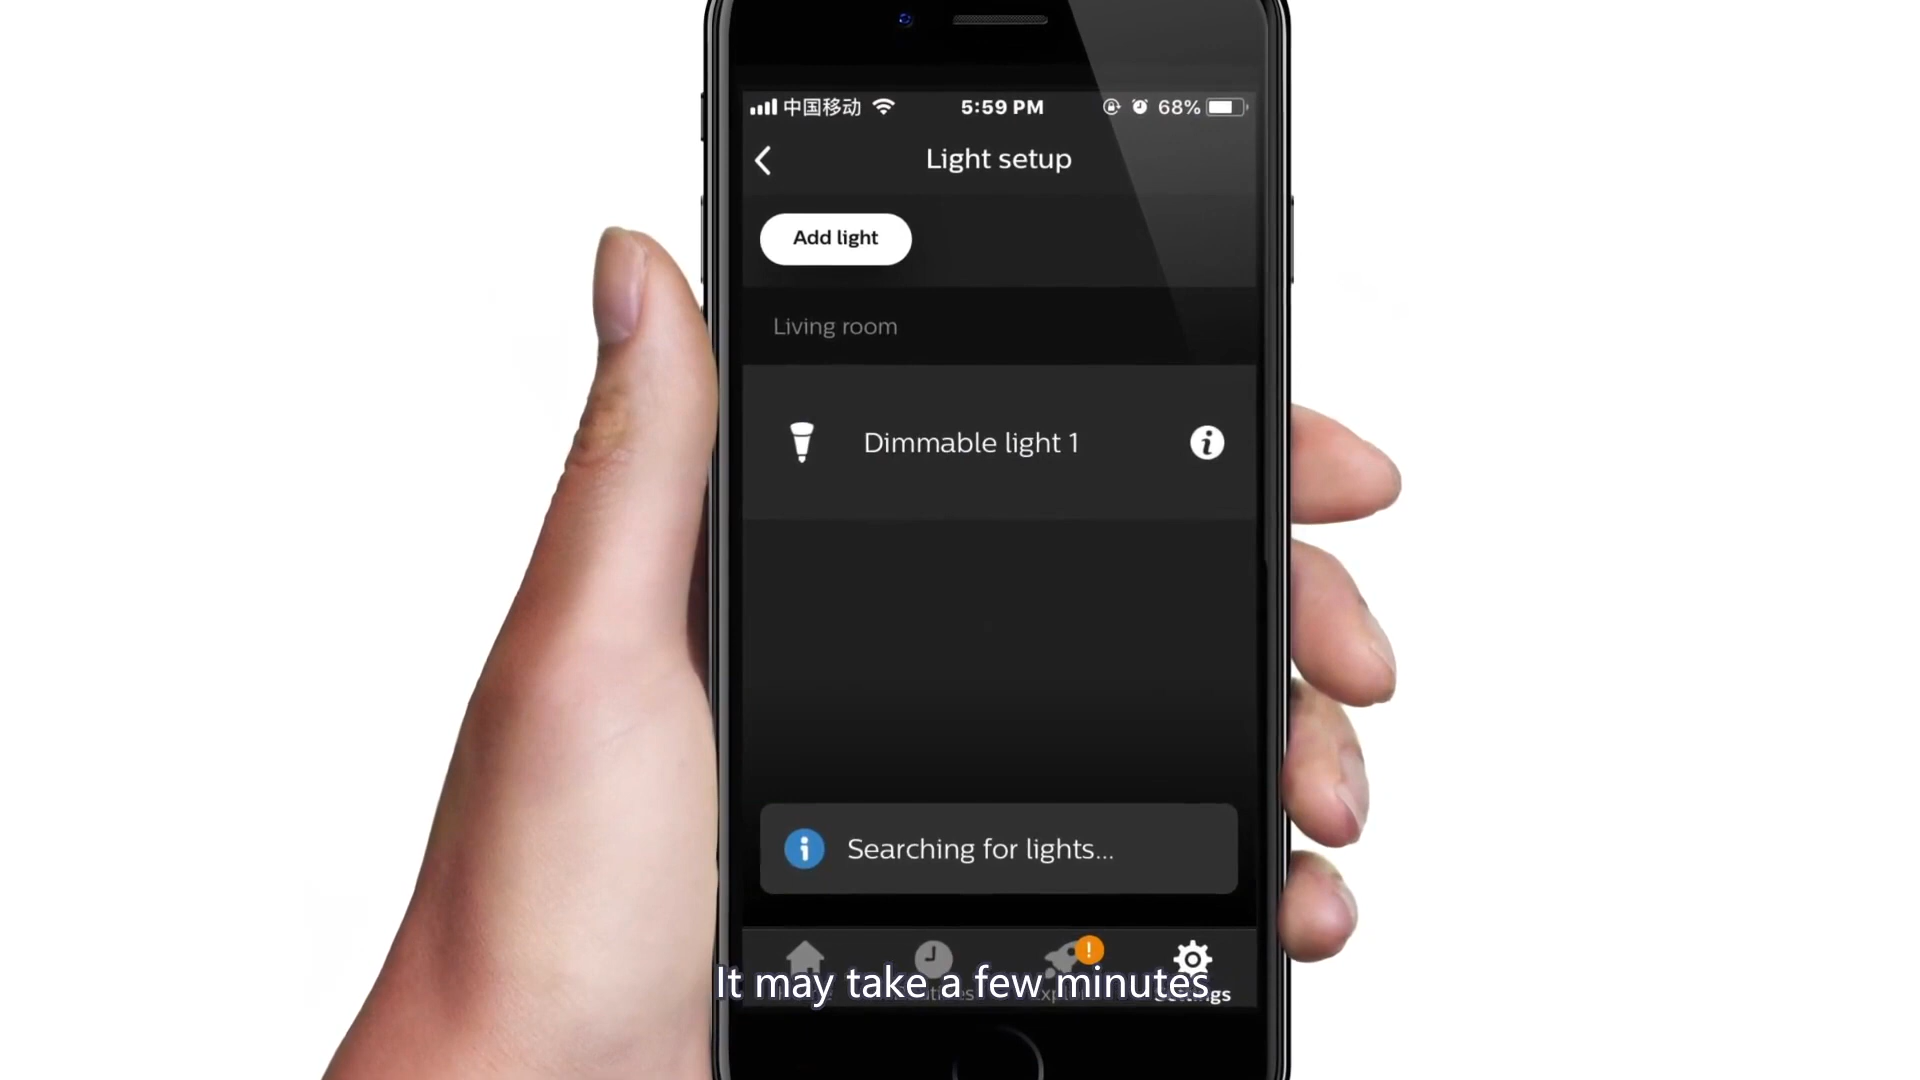 中国移动 5:59 PM 68%
Light setup
Add light
Living room
Dimmable light 1
Searching for lights...
It may take a few minutes